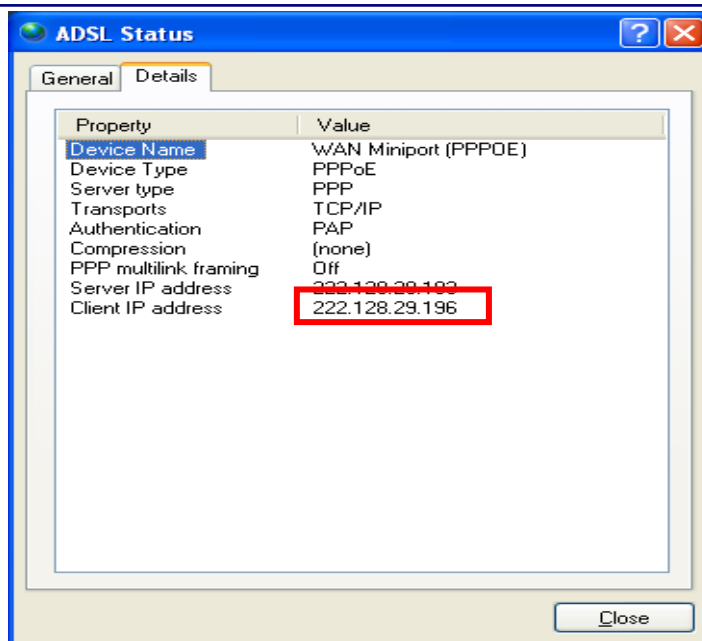 ADSL Status
General Details
Property Value
Device Name WAN Miniport (PPPOE)
Device Type PPPoE
Server type PPP
Transports TCP/IP
Authentication PAP
Compression (none)
PPP multilink framing Off
Server IP address
Client IP address 222.128.29.196
Close